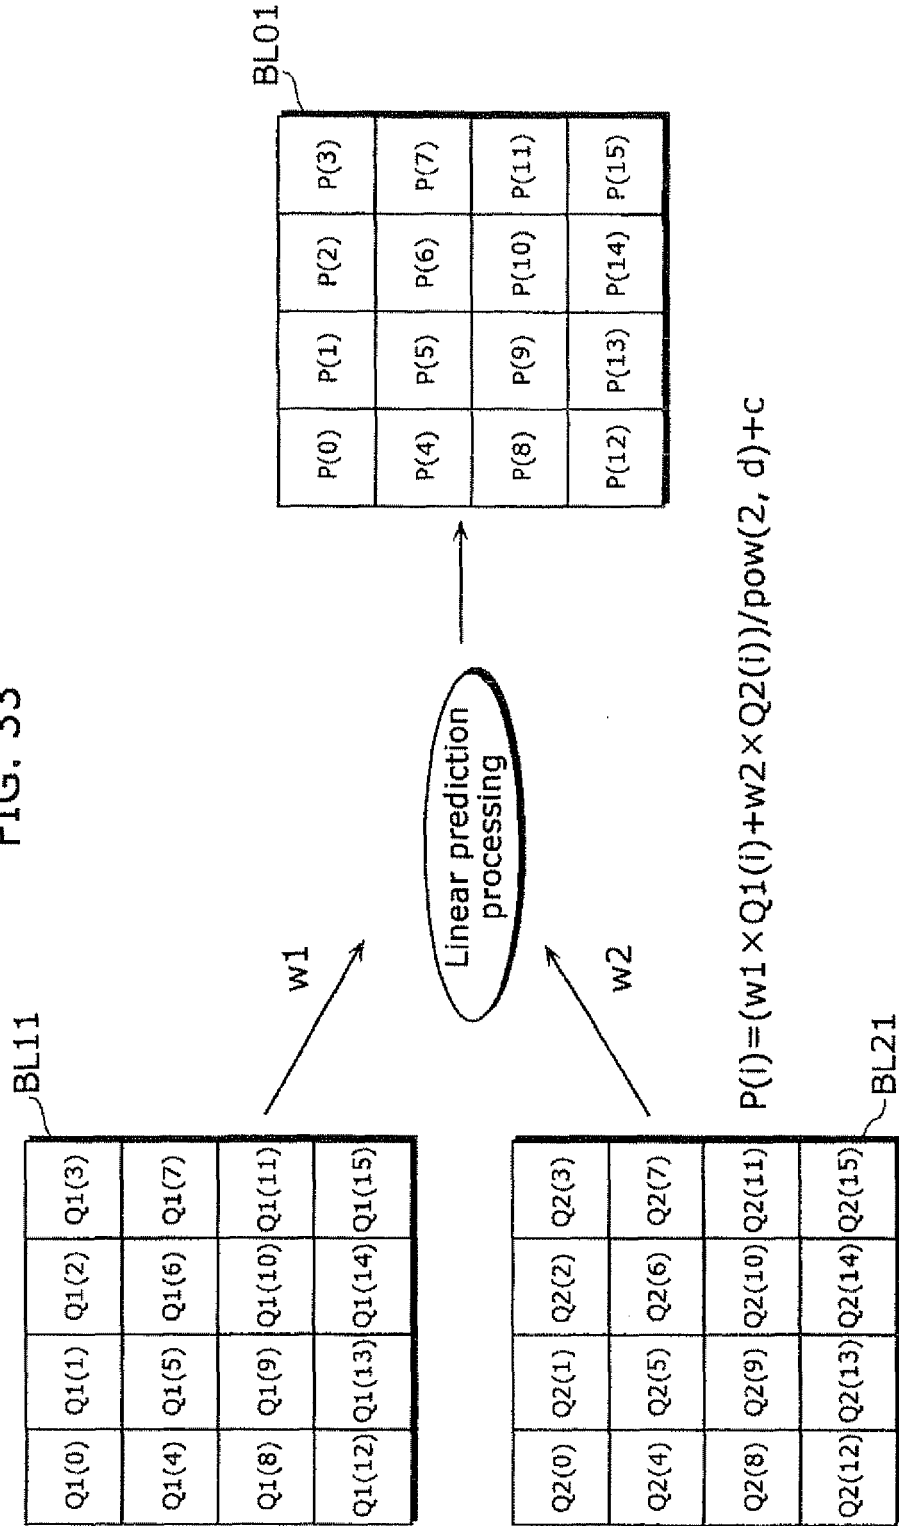 FIG. 33
BL11
Q1(0) Q1(1) Q1(2) Q1(3)
Q1(4) Q1(5) Q1(6) Q1(7)
Q1(8) Q1(9) Q1(10) Q1(11)
Q1(12) Q1(13) Q1(14) Q1(15)
w1
BL21
Q2(0) Q2(1) Q2(2) Q2(3)
Q2(4) Q2(5) Q2(6) Q2(7)
Q2(8) Q2(9) Q2(10) Q2(11)
Q2(12) Q2(13) Q2(14) Q2(15)
w2
Linear prediction
processing
BL01
P(0) P(1) P(2) P(3)
P(4) P(5) P(6) P(7)
P(8) P(9) P(10) P(11)
P(12) P(13) P(14) P(15)
P(i)=(w1×Q1(i)+w2×Q2(i))/pow(2, d)+c